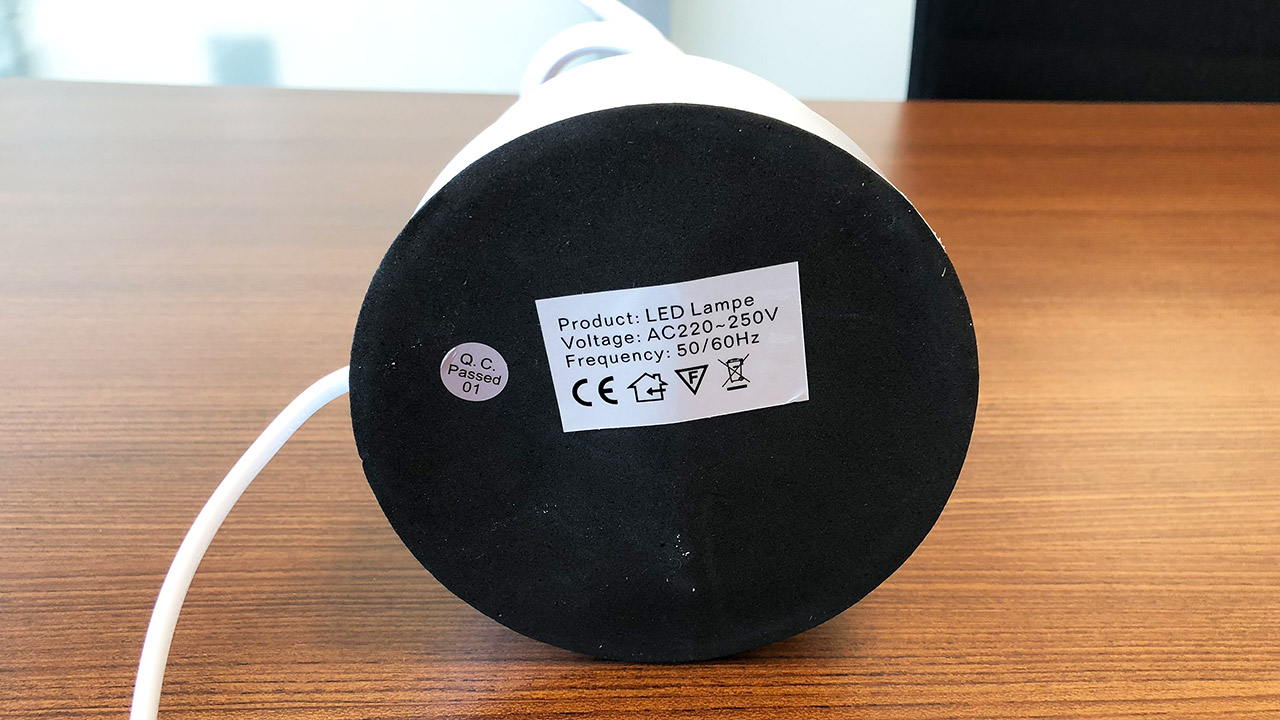 Q. C.
Passed
01
Product: LED Lampe
Voltage: AC220~250V
Frequency: 50/60Hz
CE
F